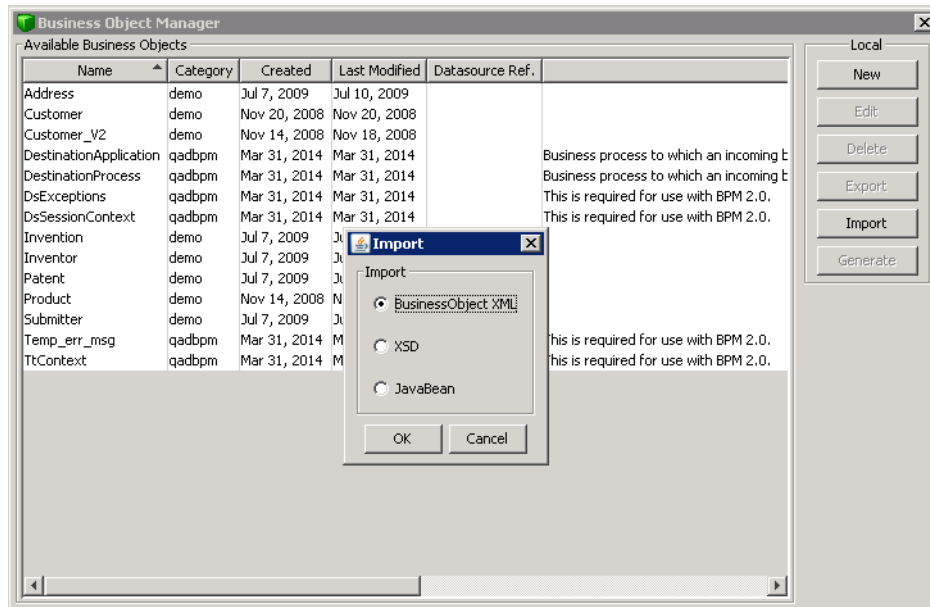 Business Object Manager
Available Business Objects
Local
Name Category Created Last Modified Datasource Ref.
New
Address demo Jul 7, 2009 Jul 10, 2009
Customer demo Nov 20, 2008 Nov 20, 2008
Edit
Customer_V2 demo Nov 14, 2008 Nov 18, 2008
DestinationApplication qadbpm Mar 31, 2014 Mar 31, 2014 Business process to which an incoming
Delete
DestinationProcess qadbpm Mar 31, 2014 Mar 31, 2014 Business process to which an incoming
DsExceptions qadbpm Mar 31, 2014 Mar 31, 2014 This is required for use with BPM 2.0.
Export
DsSessionContext qadbpm Mar 31, 2014 Mar 31, 2014 This is required for use with BPM 2.0.
Import
Invention demo Jul 7, 2009
Import
Inventor demo Jul 7, 2009
Generate
Import
Patent demo Jul 7, 2009
Product demo Nov 14, 2008 N
BusinessObject XML
Submitter demo Jul 7, 2009
Temp_err_msg qadbpm Mar 31, 2014 M
XSD
This is required for use with BPM 2.0.
TtContext qadbpm Mar 31, 2014 M
This is required for use with BPM 2.0.
JavaBean
OK Cancel